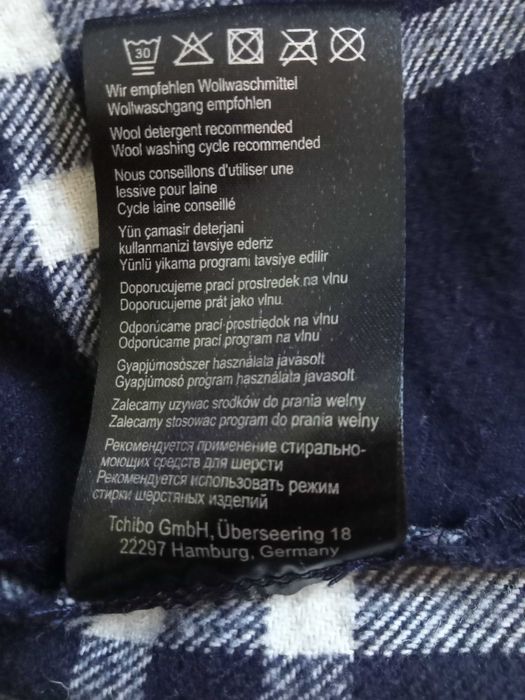 30
Wir empfehlen Wollwaschmittel
Wollwaschgang empfohlen
Wool detergent recommended
Wool washing cycle recommended
Nous conseillons d'utiliser une
lessive pour laine
Cycle laine conseillé
Yün çamasir deterjani
kullanmanizi tavsiye ederiz
Yünlü yikama programi tavsiye edilir
Doporucujeme prací prostredek na vlnu
Doporucujeme prát jako vlnu.
Odporúcame prací prostriedok na vlnu
Odporúcame prací program na vlnu
Gyapjúmosószer használata javasolt
Gyapjúmosó program használata javasolt
Zalecamy uzywac srodków do prania welny
Zalecamy stosowac program do prania welny
Рекомендуется применение стирально-
моющих средств для шерсти
Рекомендуется использовать режим
стирки шерстяных изделий
Tchibo GmbH, Überseering 18
22297 Hamburg, Germany